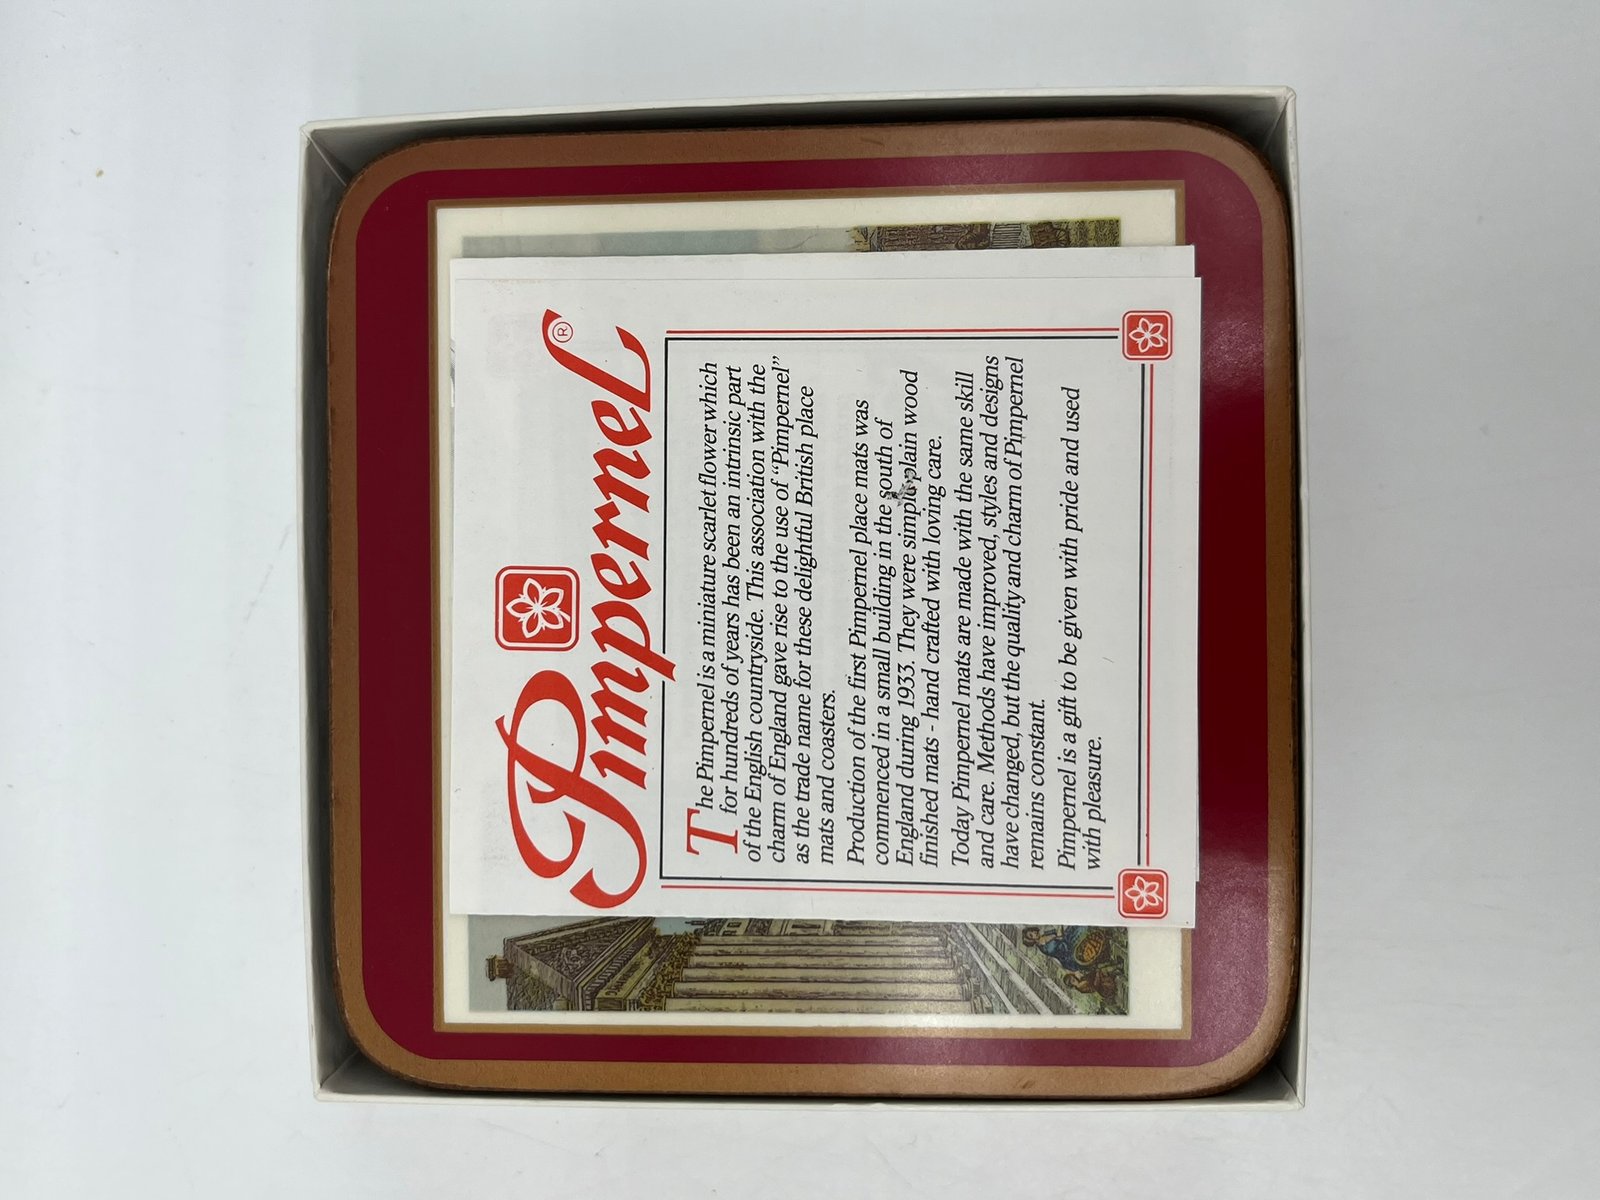 Pimpernel®
The Pimpernel is a miniature scarlet flower which
for hundreds of years has been an intrinsic part
of the English countryside. This association with the
charm of England gave rise to the use of “Pimpernel”
as the trade name for these delightful British place
mats and coasters.
Production of the first Pimpernel place mats was
commenced in a small building in the south of
England during 1933. They were simple plain wood
finished mats - hand crafted with loving care.
Today Pimpernel mats are made with the same skill
and care. Methods have improved, styles and designs
have changed, but the quality and charm of Pimpernel
remains constant.
Pimpernel is a gift to be given with pride and used
with pleasure.